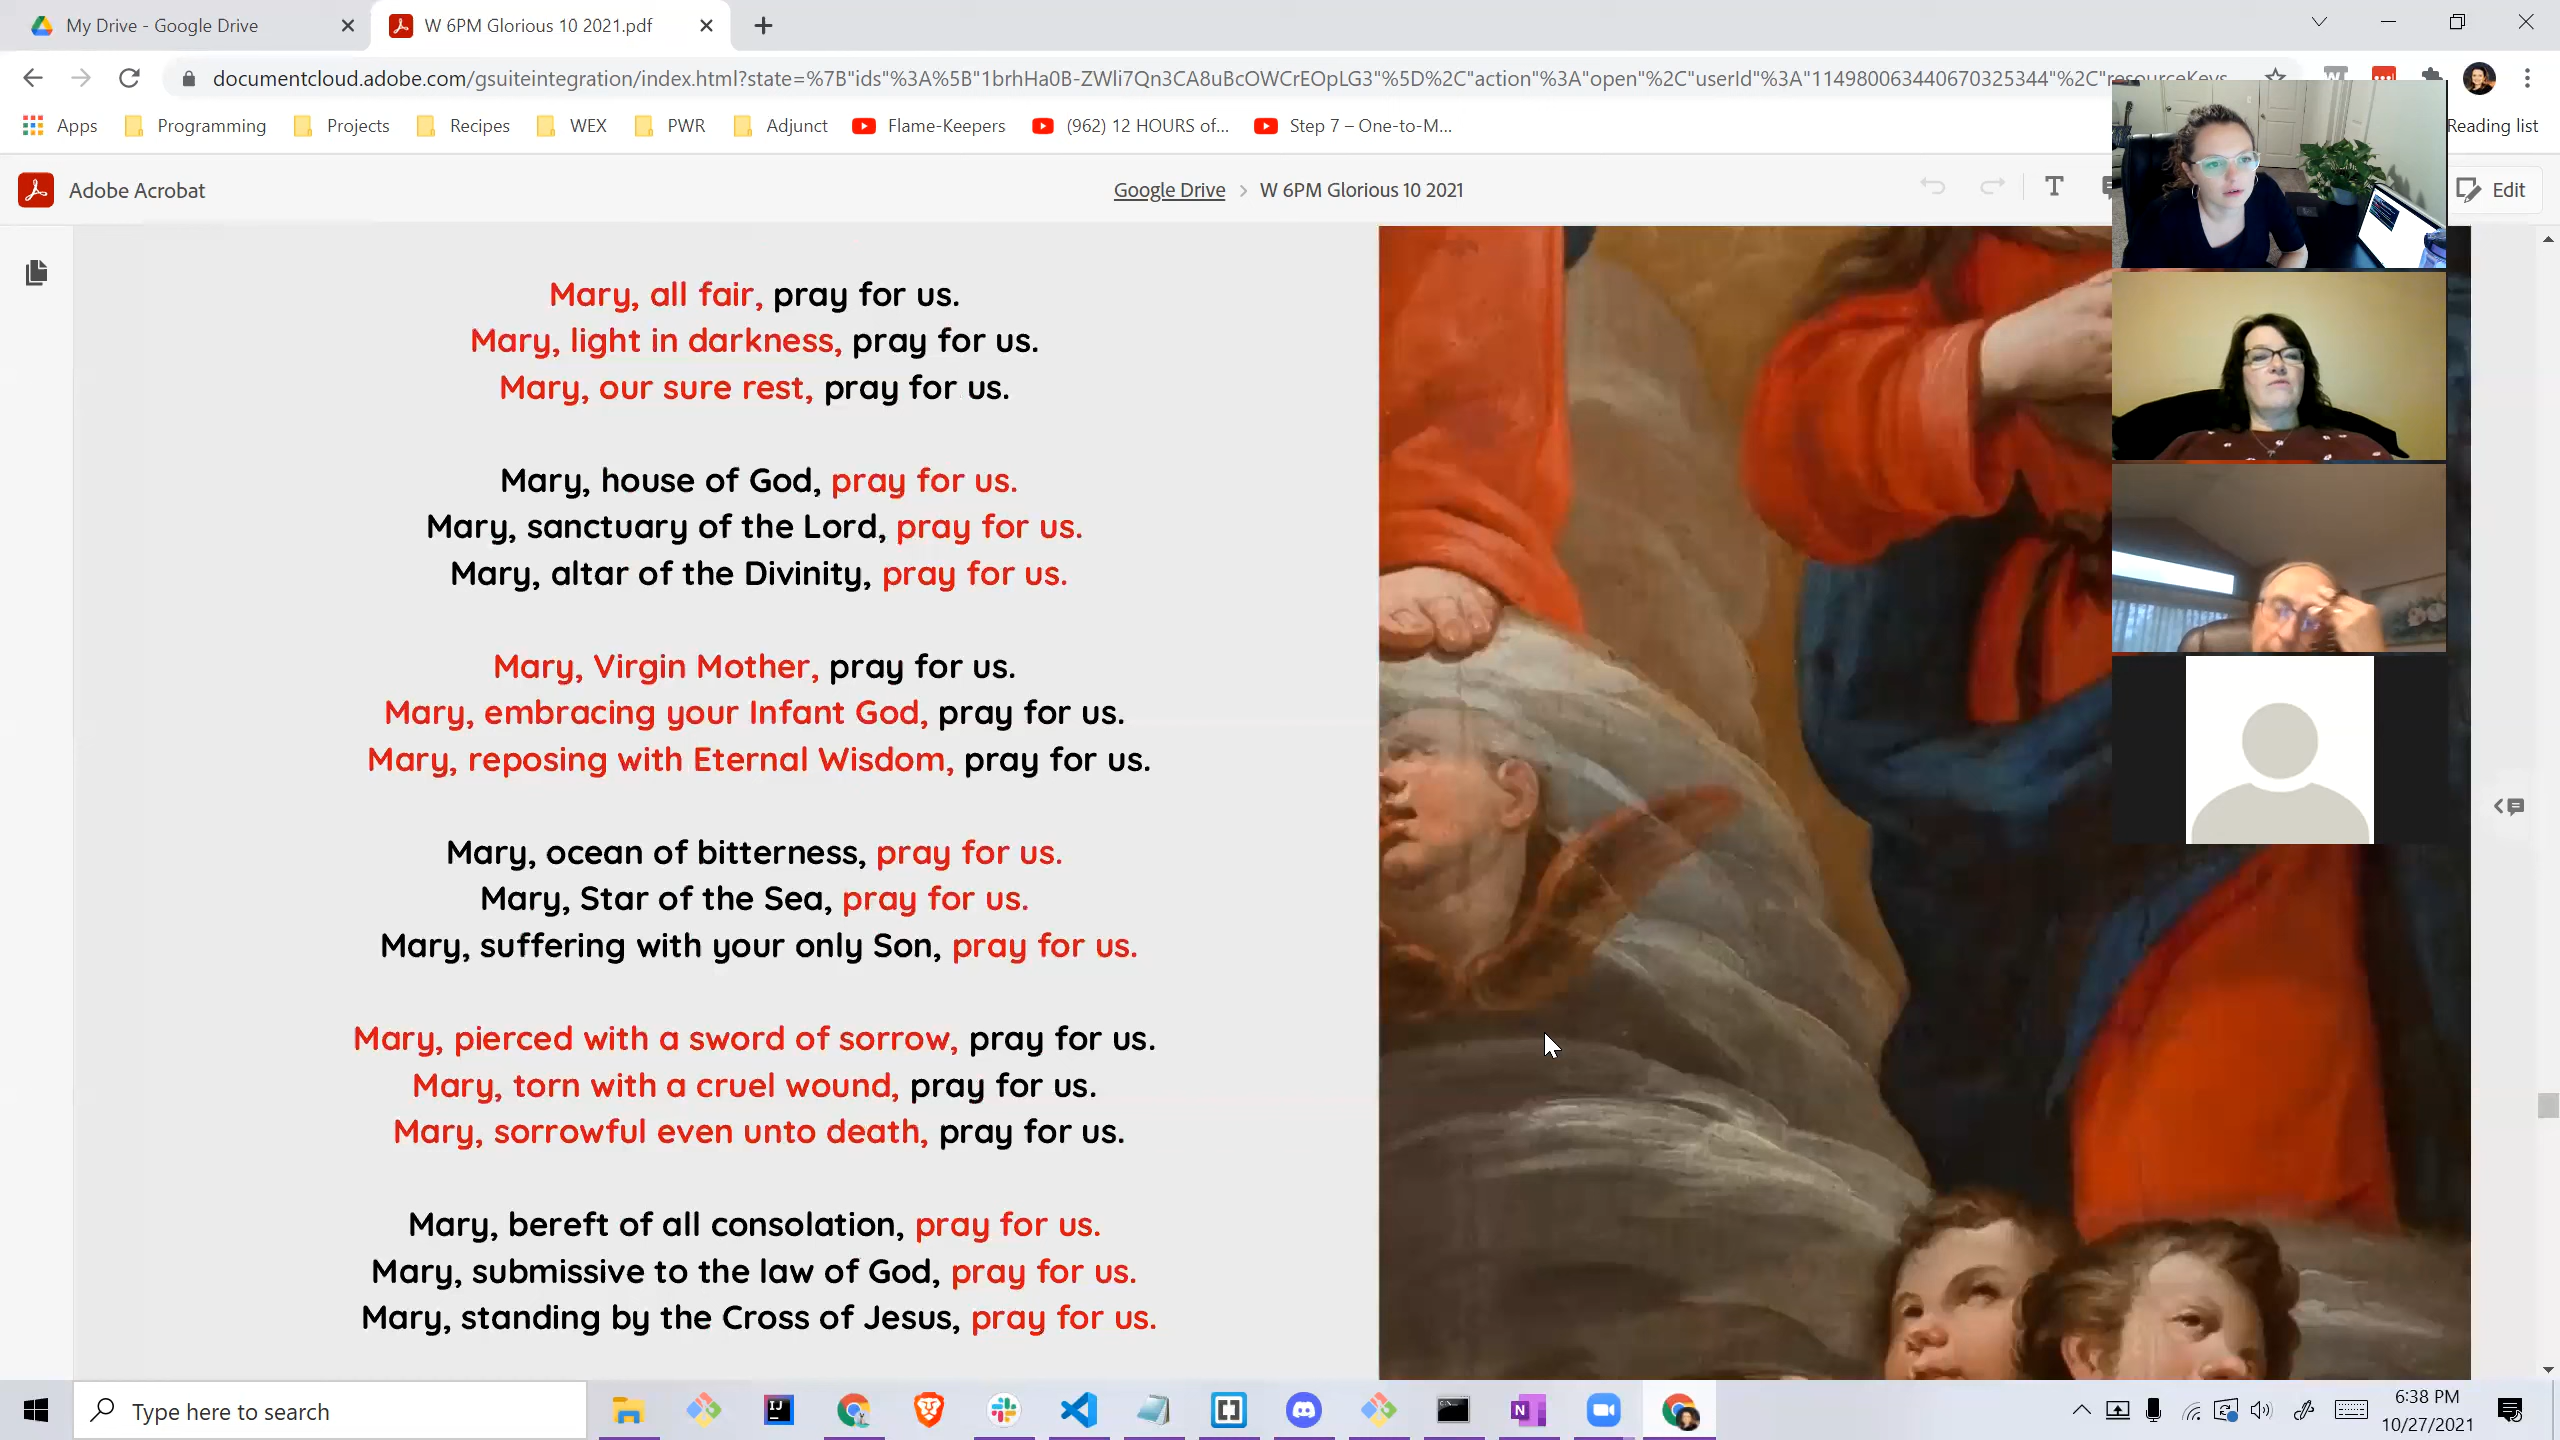 My Drive - Google Drive
W 6PM Glorious 10 2021.pdf
documentcloud.adobe.com/gsuiteintegration/index.html?state=%7B"ids"%3A%5B"1brhHa0B-ZWli7Qn3CA8uBcOWCrEOpLG3"%5D%2C"action"%3A"open"%2C"userId"%3A"114980063440670325344"%2C"resourceKeys
Apps Programming Projects Recipes WEX PWR Adjunct Flame-Keepers (962) 12 HOURS of... Step 7 – One-to-M... Reading list
Adobe Acrobat
Google Drive > W 6PM Glorious 10 2021
Edit
Mary, all fair, pray for us.
Mary, light in darkness, pray for us.
Mary, our sure rest, pray for us.
Mary, house of God, pray for us.
Mary, sanctuary of the Lord, pray for us.
Mary, altar of the Divinity, pray for us.
Mary, Virgin Mother, pray for us.
Mary, embracing your Infant God, pray for us.
Mary, reposing with Eternal Wisdom, pray for us.
Mary, ocean of bitterness, pray for us.
Mary, Star of the Sea, pray for us.
Mary, suffering with your only Son, pray for us.
Mary, pierced with a sword of sorrow, pray for us.
Mary, torn with a cruel wound, pray for us.
Mary, sorrowful even unto death, pray for us.
Mary, bereft of all consolation, pray for us.
Mary, submissive to the law of God, pray for us.
Mary, standing by the Cross of Jesus, pray for us.
Type here to search
6:38 PM
10/27/2021